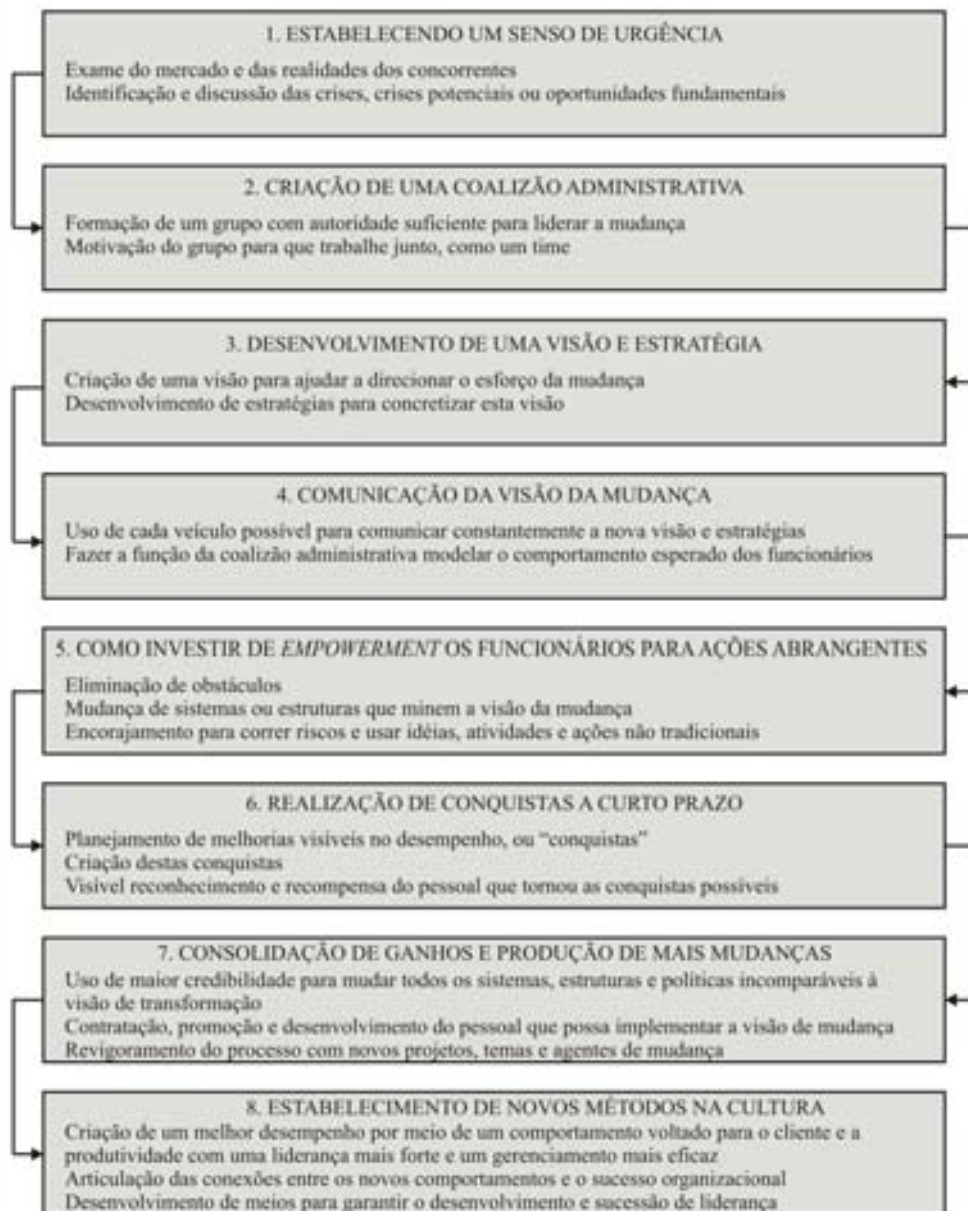 1. ESTABELECENDO UM SENSO DE URGÊNCIA
Exame do mercado e das realidades dos concorrentes
Identificação e discussão das crises, crises potenciais ou oportunidades fundamentais
2. CRIAÇÃO DE UMA COALIZÃO ADMINISTRATIVA
Formação de um grupo com autoridade suficiente para liderar a mudança
Motivação do grupo para que trabalhe junto, como um time
3. DESENVOLVIMENTO DE UMA VISÃO E ESTRATÉGIA
Criação de uma visão para ajudar a direcionar o esforço da mudança
Desenvolvimento de estratégias para concretizar esta visão
4. COMUNICAÇÃO DA VISÃO DA MUDANÇA
Uso de cada veículo possível para comunicar constantemente a nova visão e estratégias
Fazer a função da coalizão administrativa modelar o comportamento esperado dos funcionários
5. COMO INVESTIR DE EMPOWERMENT OS FUNCIONÁRIOS PARA AÇÕES ABRANGENTES
Eliminação de obstáculos
Mudança de sistemas ou estruturas que minem a visão da mudança
Encorajamento para correr riscos e usar idéias, atividades e ações não tradicionais
6. REALIZAÇÃO DE CONQUISTAS A CURTO PRAZO
Planejamento de melhorias visíveis no desempenho, ou “conquistas”
Criação destas conquistas
Visível reconhecimento e recompensa do pessoal que tornou as conquistas possíveis
7. CONSOLIDAÇÃO DE GANHOS E PRODUÇÃO DE MAIS MUDANÇAS
Uso de maior credibilidade para mudar todos os sistemas, estruturas e políticas incomparáveis à
visão de transformação
Contratação, promoção e desenvolvimento do pessoal que possa implementar a visão de mudança
Revigoramento do processo com novos projetos, temas e agentes de mudança
8. ESTABELECIMENTO DE NOVOS MÉTODOS NA CULTURA
Criação de um melhor desempenho por meio de um comportamento voltado para o cliente e a
produtividade com uma liderança mais forte e um gerenciamento mais eficaz
Articulação das conexões entre os novos comportamentos e o sucesso organizacional
Desenvolvimento de meios para garantir o desenvolvimento e sucessão de liderança